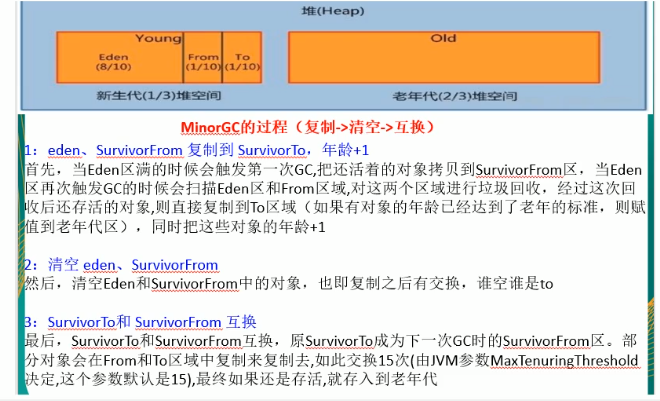 堆(Heap)
Young
Old
Eden
(8/10)
From
(1/10)
To
(1/10)
新生代(1/3)堆空间
老年代(2/3)堆空间
MinorGC的过程（复制->清空->互换）
1：eden、SurvivorFrom 复制到 SurvivorTo，年龄+1
首先，当Eden区满的时候会触发第一次GC,把还活着的对象拷贝到SurvivorFrom区，当Eden
区再次触发GC的时候会扫描Eden区和From区域,对这两个区域进行垃圾回收，经过这次回
收后还存活的对象,则直接复制到To区域（如果有对象的年龄已经达到了老年的标准，则赋
值到老年代区），同时把这些对象的年龄+1
2：清空 eden、SurvivorFrom
然后，清空Eden和SurvivorFrom中的对象，也即复制之后有交换，谁空谁是to
3：SurvivorTo和 SurvivorFrom 互换
最后，SurvivorTo和SurvivorFrom互换，原SurvivorTo成为下一次GC时的SurvivorFrom区。部
分对象会在From和To区域中复制来复制去,如此交换15次(由JVM参数MaxTenuringThreshold
决定,这个参数默认是15),最终如果还是存活,就存入到老年代